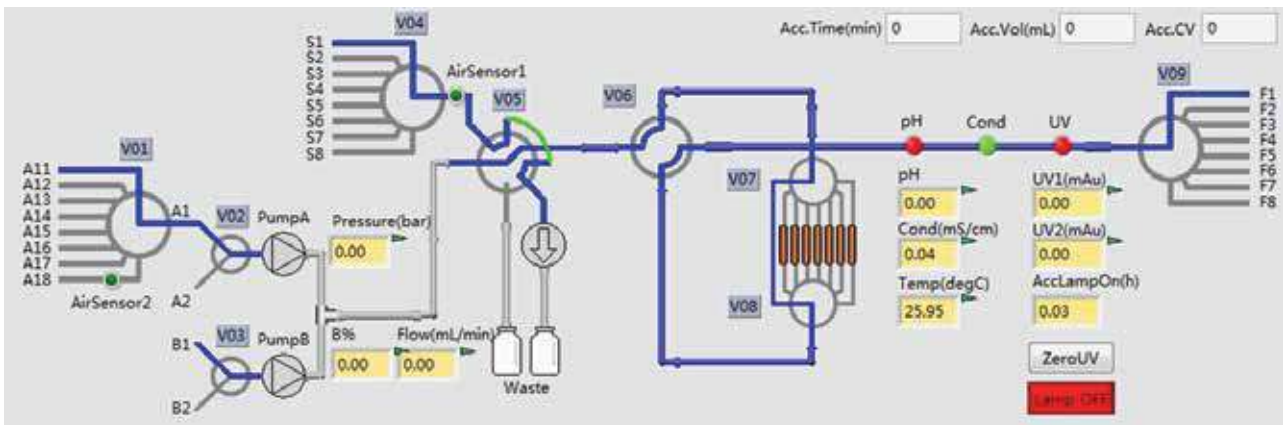 V04
Acc.Time(min) 0 Acc.Vol(mL) 0 Acc.CV 0
S1
S2
S3
S4
S5
S6
S7
S8
AirSensor1
V05
V06
V09
F1
F2
F3
F4
F5
F6
F7
F8
pH Cond UV
V01
A11
A12
A13
A14
A15
A16
A17
A18
AirSensor2
A1
V02
A2
PumpA
Pressure(bar)
0.00
V07
V08
pH
0.00
Cond(mS/cm)
0.04
Temp(degC)
25.95
UV1(mAu)
0.00
UV2(mAu)
0.00
AccLampOn(h)
0.03
B1
V03
B2
PumpB
B% Flow(mL/min)
0.00 0.00
Waste
ZeroUV
Lamp OFF